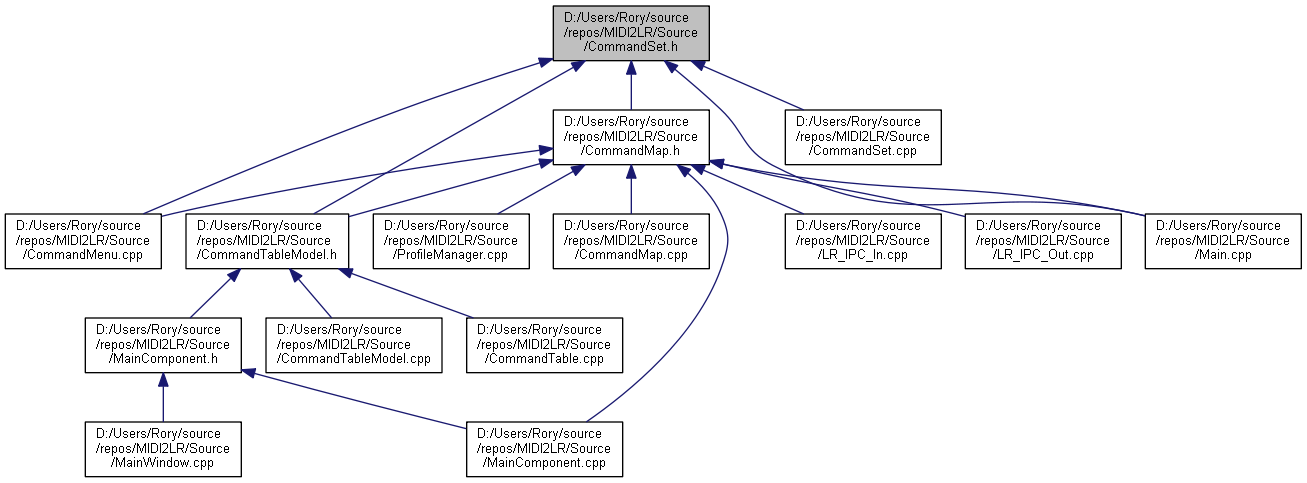 D:/Users/Rory/source
/repos/MIDI2LR/Source
/CommandSet.h
D:/Users/Rory/source
/repos/MIDI2LR/Source
/CommandMap.h
D:/Users/Rory/source
/repos/MIDI2LR/Source
/CommandSet.cpp
D:/Users/Rory/source
/repos/MIDI2LR/Source
/CommandMenu.cpp
D:/Users/Rory/source
/repos/MIDI2LR/Source
/CommandTableModel.h
D:/Users/Rory/source
/repos/MIDI2LR/Source
/ProfileManager.cpp
D:/Users/Rory/source
/repos/MIDI2LR/Source
/CommandMap.cpp
D:/Users/Rory/source
/repos/MIDI2LR/Source
/LR_IPC_In.cpp
D:/Users/Rory/source
/repos/MIDI2LR/Source
/LR_IPC_Out.cpp
D:/Users/Rory/source
/repos/MIDI2LR/Source
/Main.cpp
D:/Users/Rory/source
/repos/MIDI2LR/Source
/MainComponent.h
D:/Users/Rory/source
/repos/MIDI2LR/Source
/CommandTableModel.cpp
D:/Users/Rory/source
/repos/MIDI2LR/Source
/CommandTable.cpp
D:/Users/Rory/source
/repos/MIDI2LR/Source
/MainWindow.cpp
D:/Users/Rory/source
/repos/MIDI2LR/Source
/MainComponent.cpp